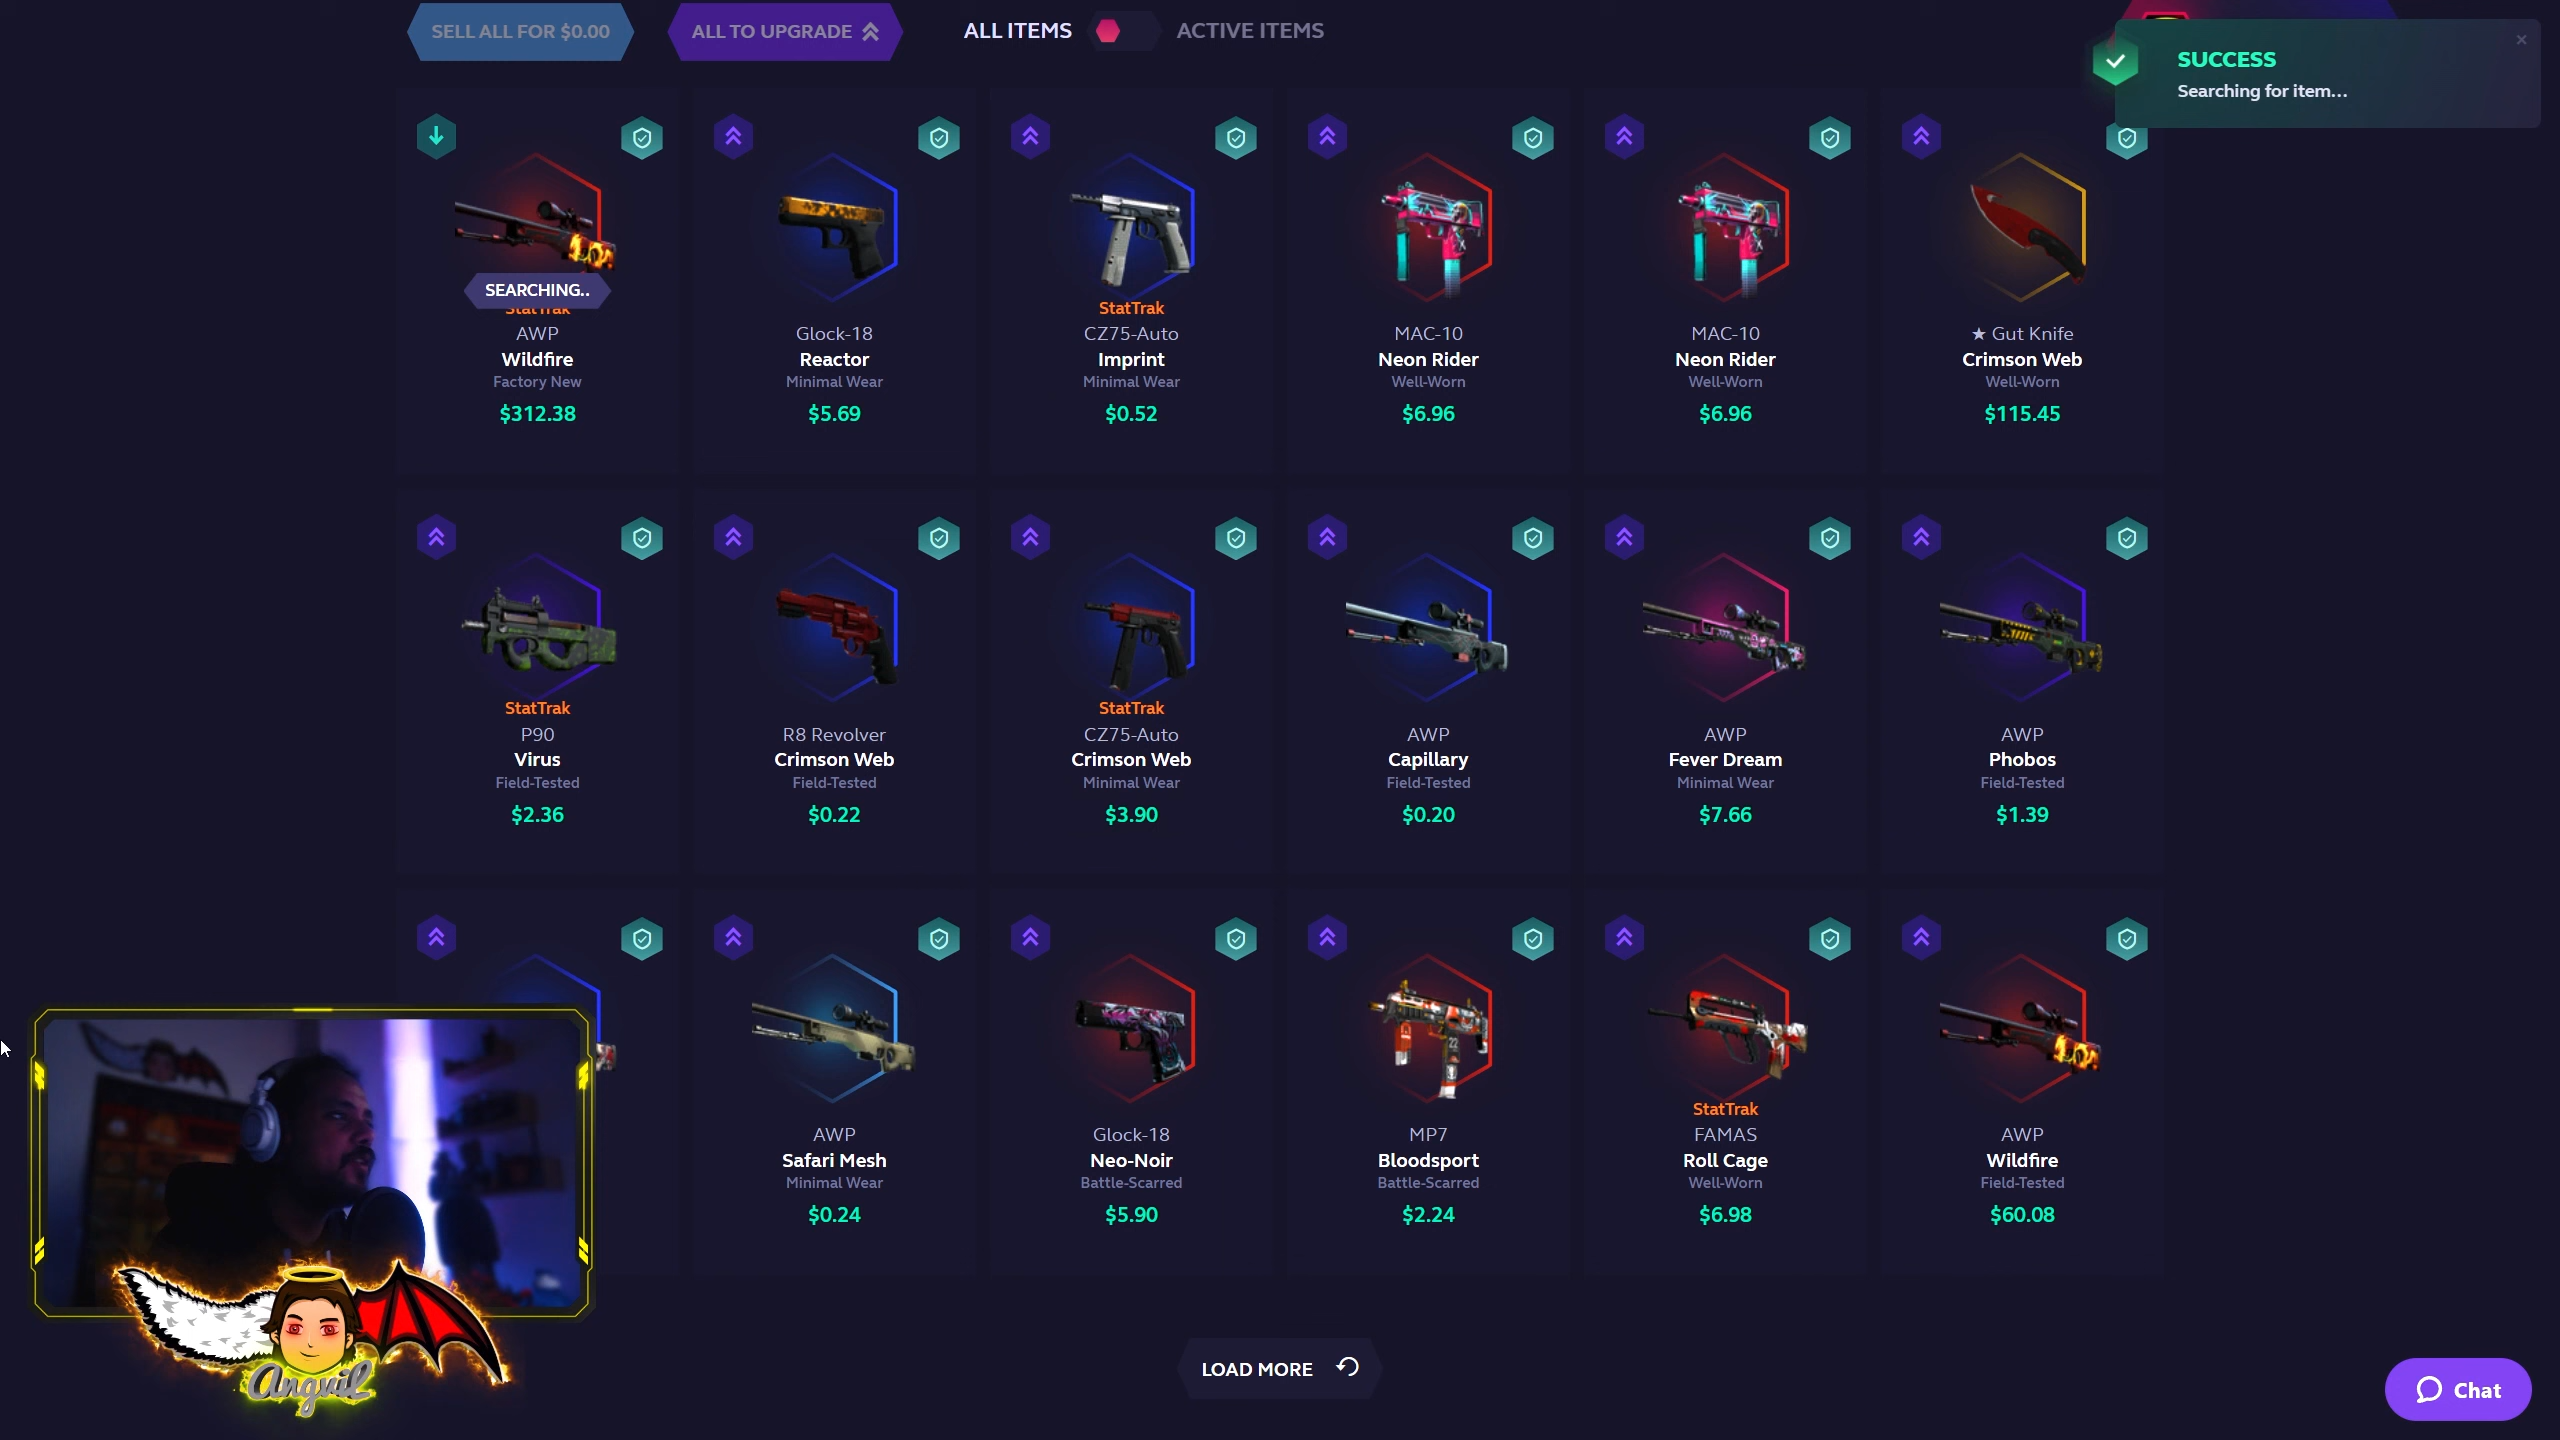 SELL ALL FOR $0.00
ALL TO UPGRADE
ALL ITEMS
ACTIVE ITEMS
SUCCESS
Searching for item...
SEARCHING..
StatTrak
AWP
Wildfire
Factory New
$312.38
Glock-18
Reactor
Minimal Wear
$5.69
StatTrak
CZ75-Auto
Imprint
Minimal Wear
$0.52
MAC-10
Neon Rider
Well-Worn
$6.96
MAC-10
Neon Rider
Well-Worn
$6.96
★ Gut Knife
Crimson Web
Well-Worn
$115.45
StatTrak
P90
Virus
Field-Tested
$2.36
R8 Revolver
Crimson Web
Field-Tested
$0.22
StatTrak
CZ75-Auto
Crimson Web
Minimal Wear
$3.90
AWP
Capillary
Field-Tested
$0.20
AWP
Fever Dream
Minimal Wear
$7.66
AWP
Phobos
Field-Tested
$1.39
AWP
Safari Mesh
Minimal Wear
$0.24
Glock-18
Neo-Noir
Battle-Scarred
$5.90
MP7
Bloodsport
Battle-Scarred
$2.24
StatTrak
FAMAS
Roll Cage
Well-Worn
$6.98
AWP
Wildfire
Field-Tested
$60.08
Angvil
LOAD MORE
Chat